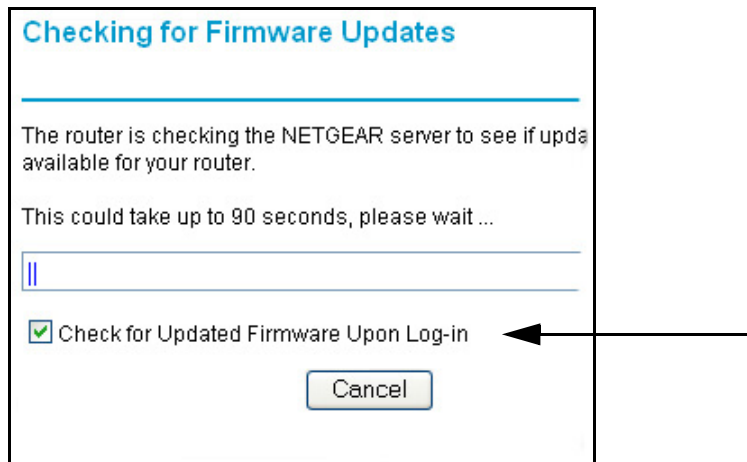 Checking for Firmware Updates
The router is checking the NETGEAR server to see if upda
available for your router.
This could take up to 90 seconds, please wait ...
Check for Updated Firmware Upon Log-in
Cancel